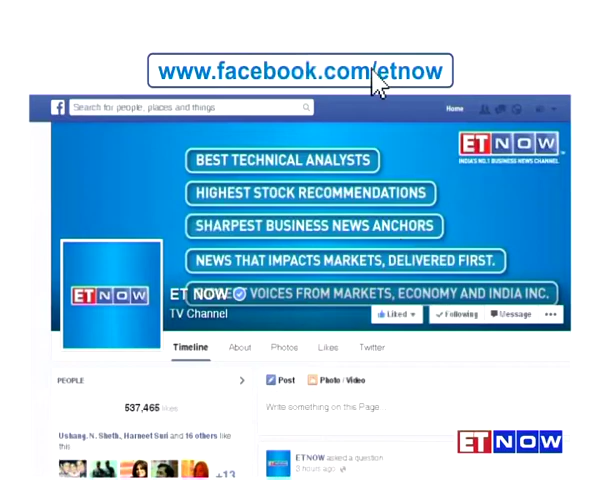 www.facebook.com/etnow
Search for people, places and things
Home
ET NOW
INDIA'S NO.1 BUSINESS NEWS CHANNEL
BEST TECHNICAL ANALYSTS
HIGHEST STOCK RECOMMENDATIONS
SHARPEST BUSINESS NEWS ANCHORS
NEWS THAT IMPACTS MARKETS, DELIVERED FIRST.
VOICES FROM MARKETS, ECONOMY AND INDIA INC.
ET NOW
ET NOW
TV Channel
Liked
Following
Message
Timeline About Photos Likes Twitter
PEOPLE
537,465 likes
Ushang. N. Sheth., Harneet Suri and 16 others like
this
+13
Post Photo / Video
Write something on this Page
ETNOW asked a question
2 hours ago
ET NOW